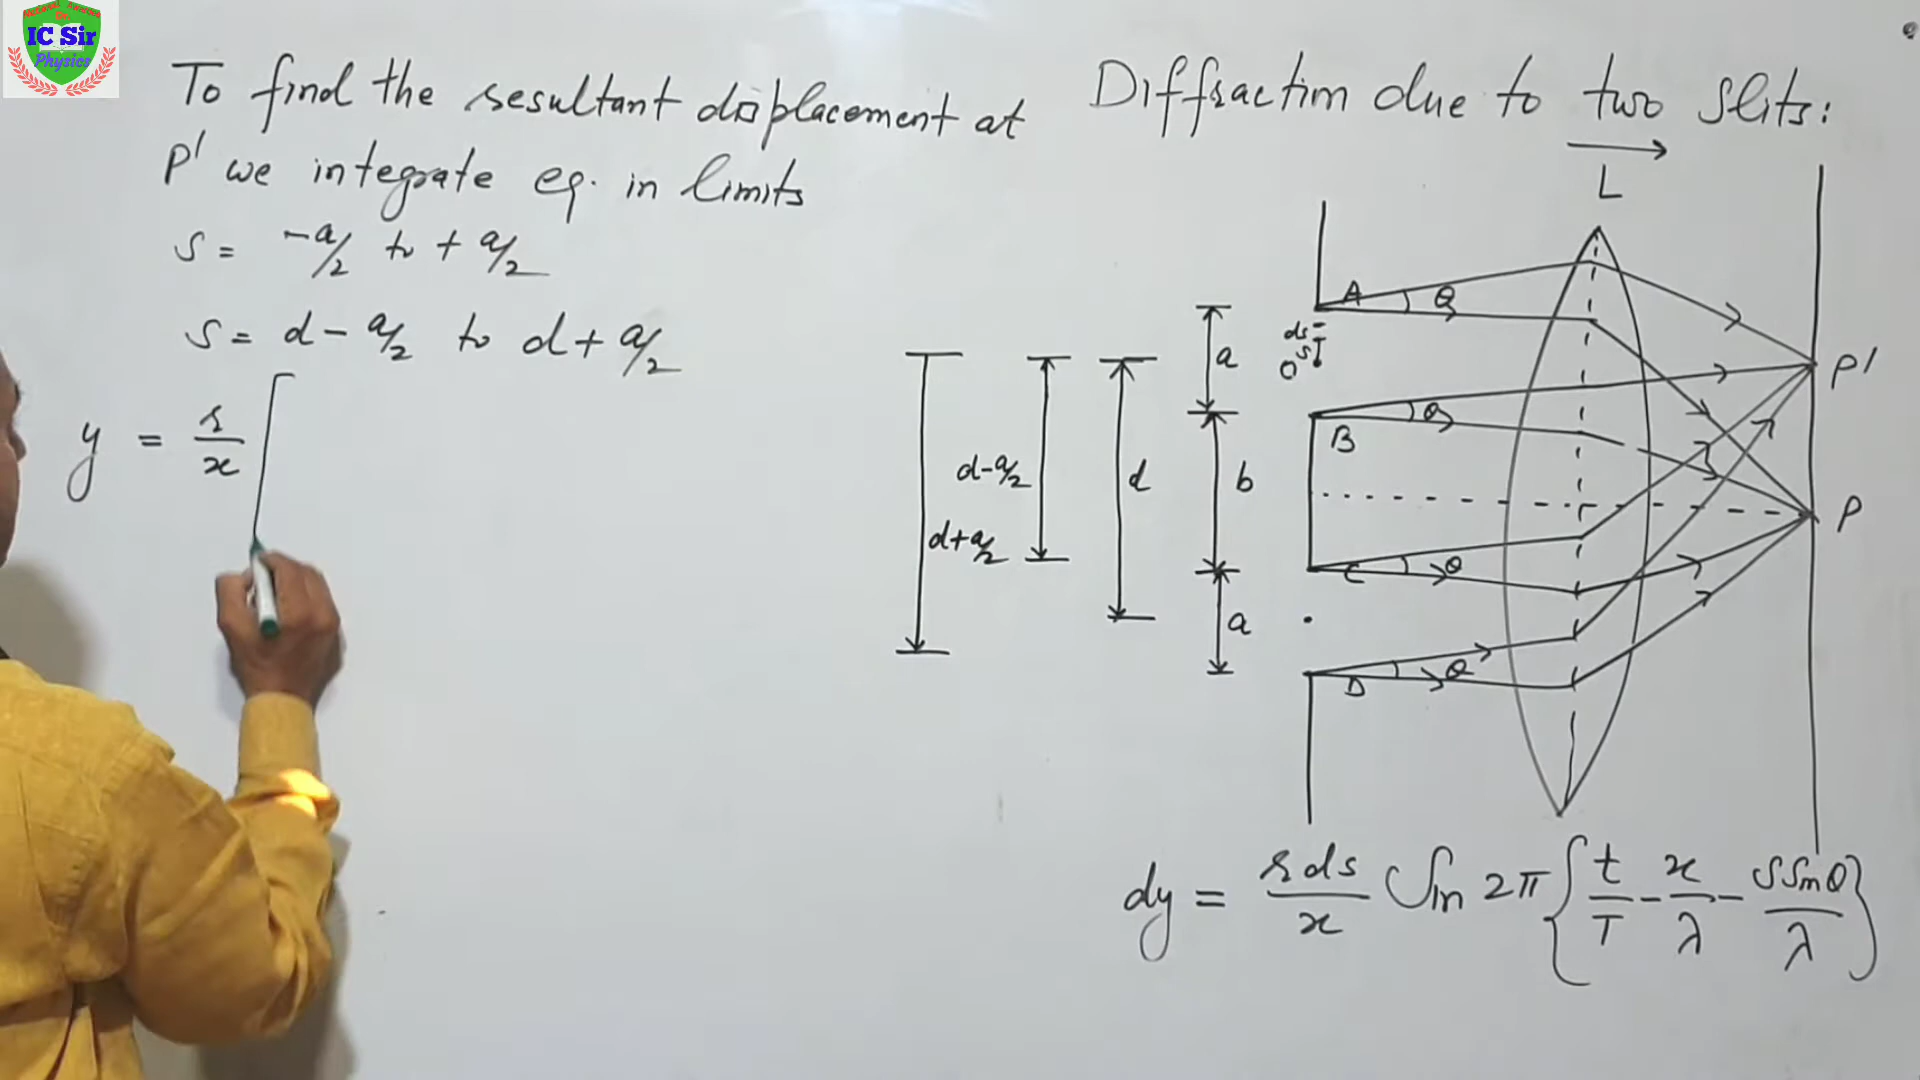 IC Sir
Physics
To find the resultant displacement at
P' we integrate eq. in limits
S = -a/2 to + a/2
S = d - a/2 to d + a/2
y = r/x ∫
Diffraction due to two slits:
L
A θ
ds
S
O
a
P'
B θ
d-a/2
d
b
P
d+a/2
C θ
a
D θ
dy = r ds/x Sin 2π { t/T - x/λ - S Sinθ/λ }